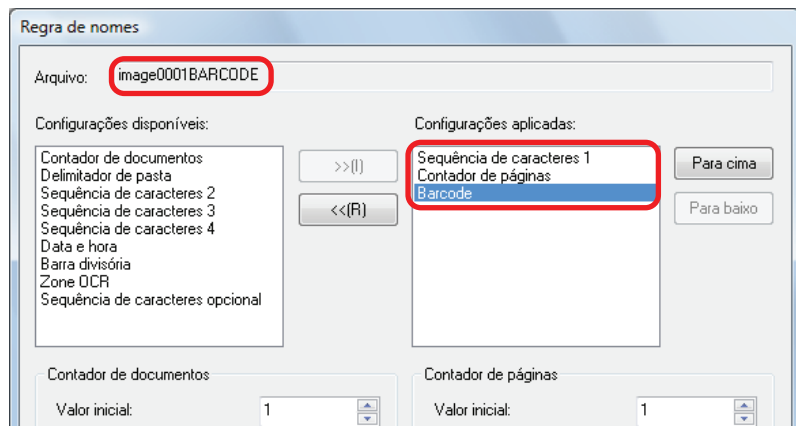 Regra de nomes
Arquivo: image0001BARCODE
Configurações disponíveis:
Contador de documentos
Delimitador de pasta
Sequência de caracteres 2
Sequência de caracteres 3
Sequência de caracteres 4
Data e hora
Barra divisória
Zone OCR
Sequência de caracteres opcional
>>(I)
<<(R)
Configurações aplicadas:
Sequência de caracteres 1
Contador de páginas
Barcode
Para cima
Para baixo
Contador de documentos
Valor inicial: 1
Contador de páginas
Valor inicial: 1